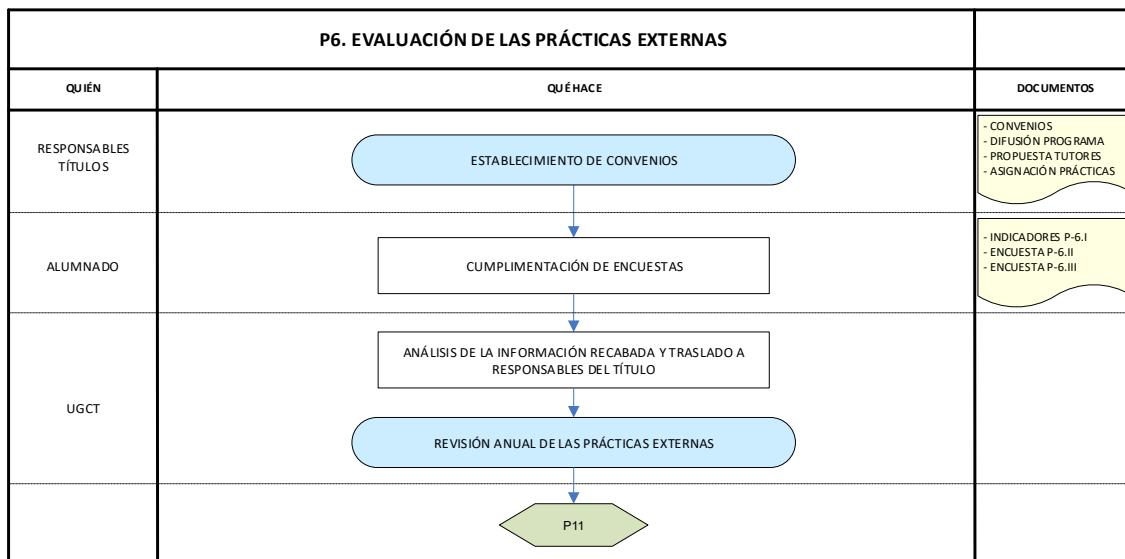 P6. EVALUACIÓN DE LAS PRÁCTICAS EXTERNAS
QUIÉN
QUÉ HACE
DOCUMENTOS
RESPONSABLES
TÍTULOS
ESTABLECIMIENTO DE CONVENIOS
- CONVENIOS
- DIFUSIÓN PROGRAMA
- PROPUESTA TUTORES
- ASIGNACIÓN PRÁCTICAS
ALUMNADO
CUMPLIMENTACIÓN DE ENCUESTAS
- INDICADORES P-6.I
- ENCUESTA P-6.II
- ENCUESTA P-6.III
UGCT
ANÁLISIS DE LA INFORMACIÓN RECABADA Y TRASLADO A
RESPONSABLES DEL TÍTULO
REVISIÓN ANUAL DE LAS PRÁCTICAS EXTERNAS
P11